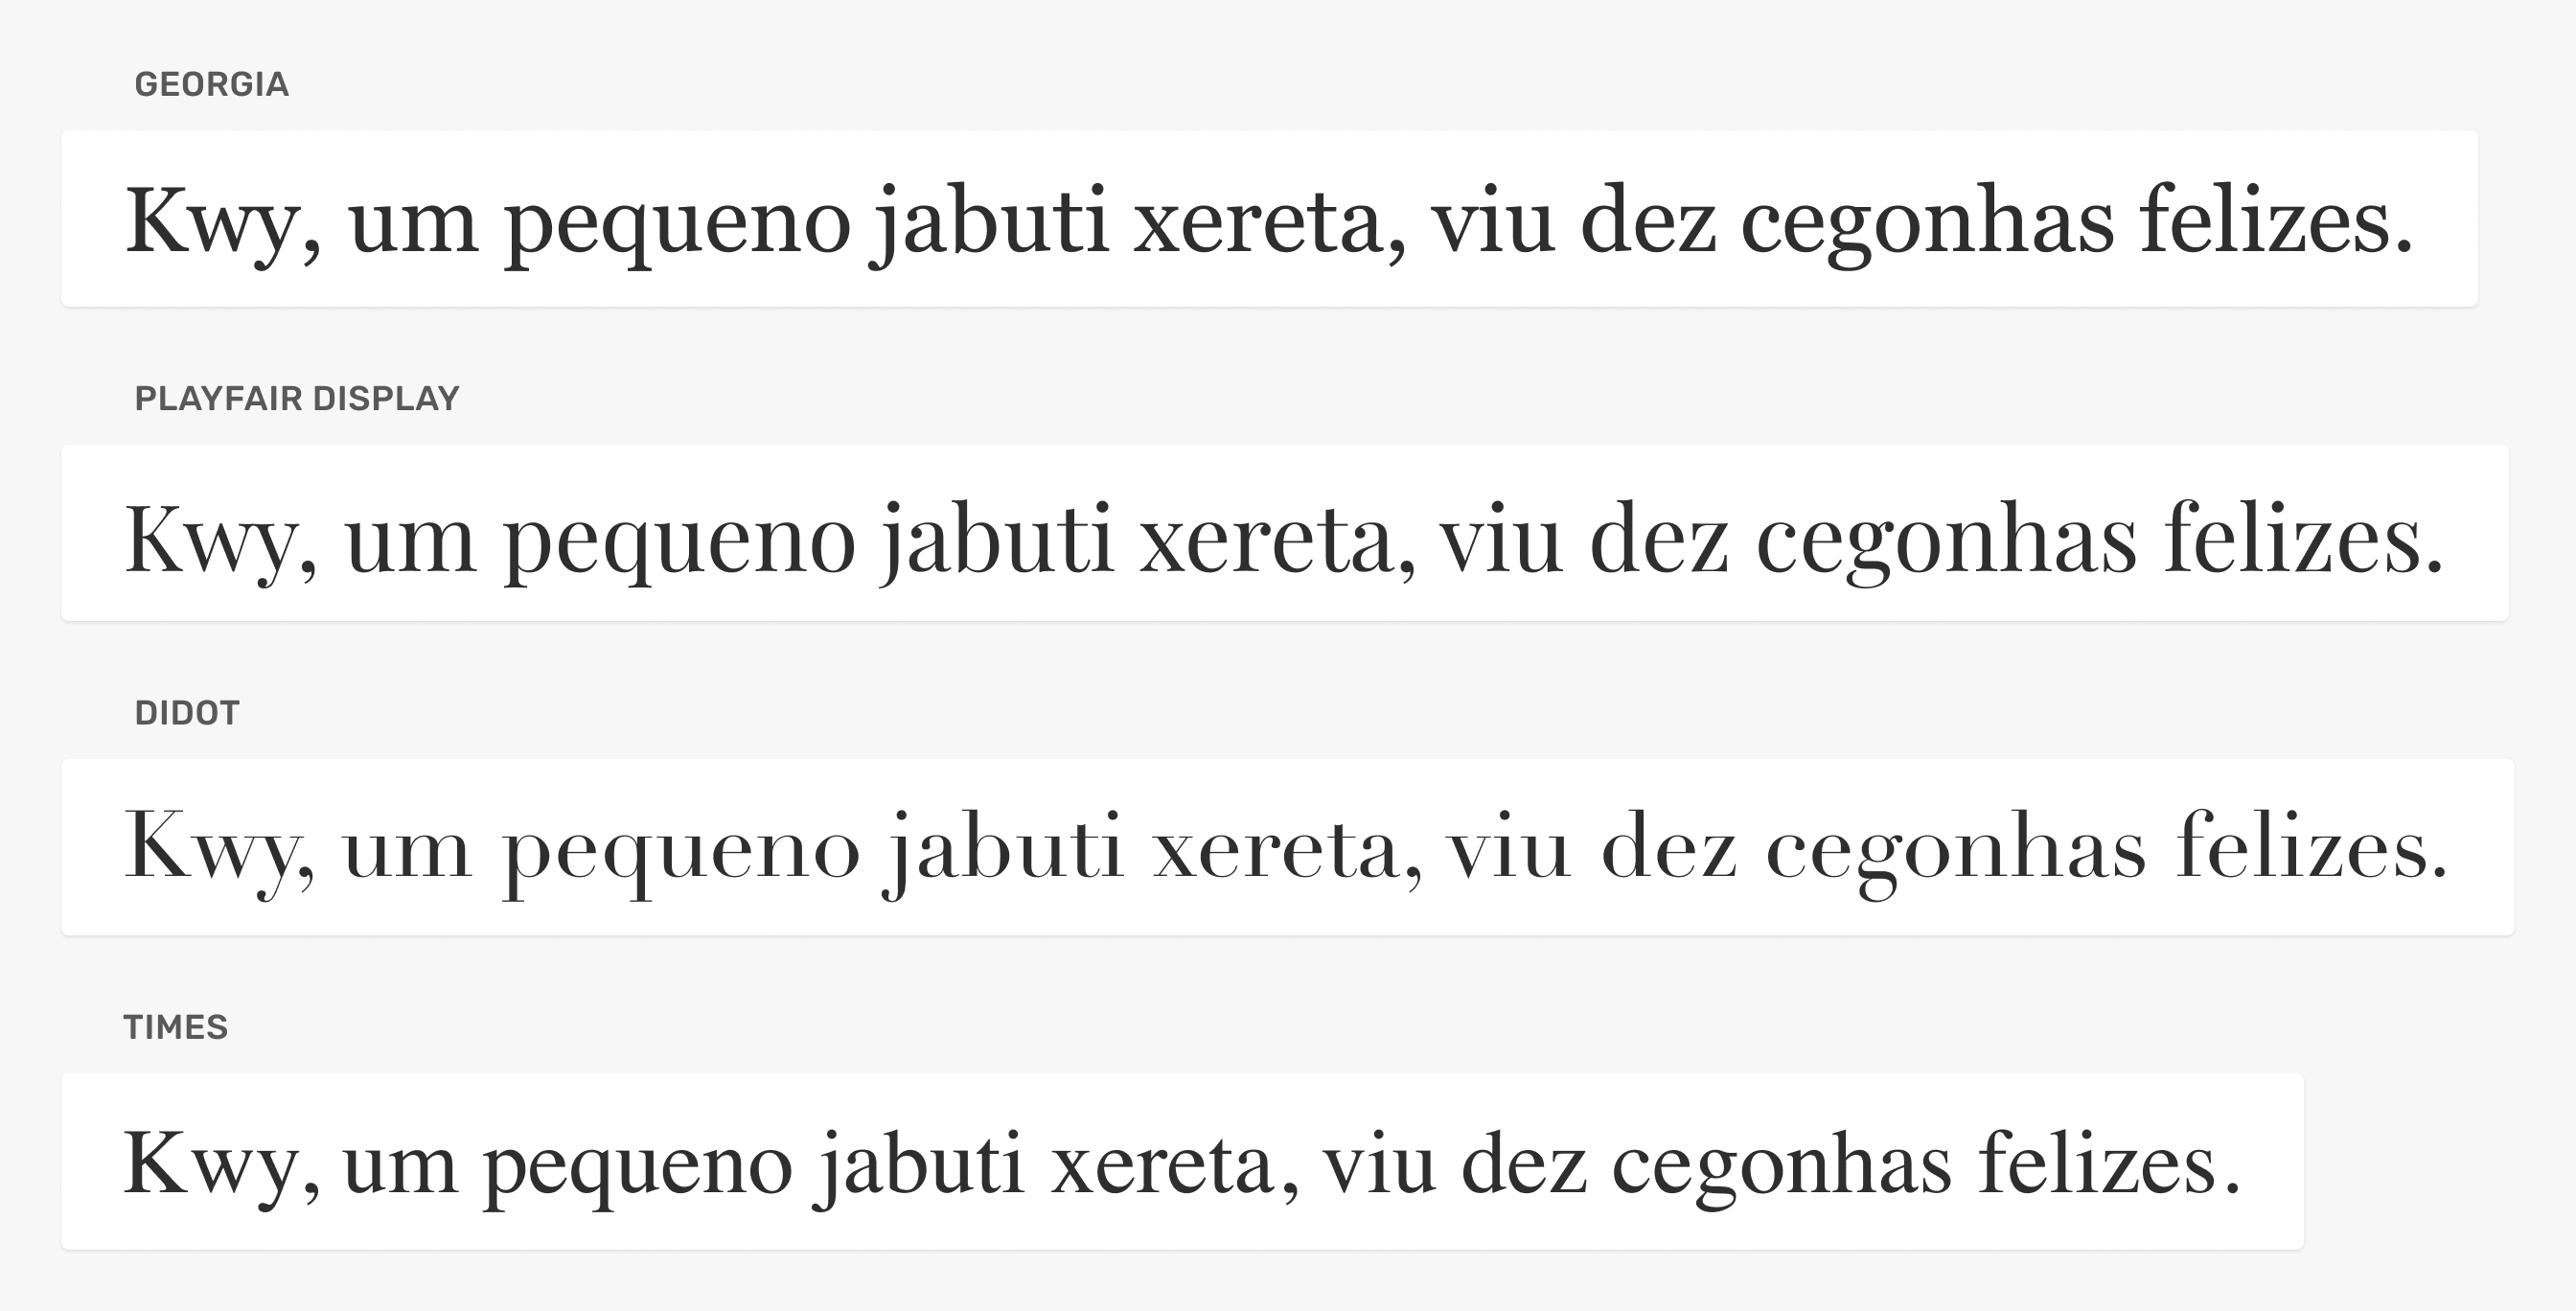 GEORGIA
Kwy, um pequeno jabuti xereta, viu dez cegonhas felizes.
PLAYFAIR DISPLAY
Kwy, um pequeno jabuti xereta, viu dez cegonhas felizes.
DIDOT
Kwy, um pequeno jabuti xereta, viu dez cegonhas felizes.
TIMES
Kwy, um pequeno jabuti xereta, viu dez cegonhas felizes.